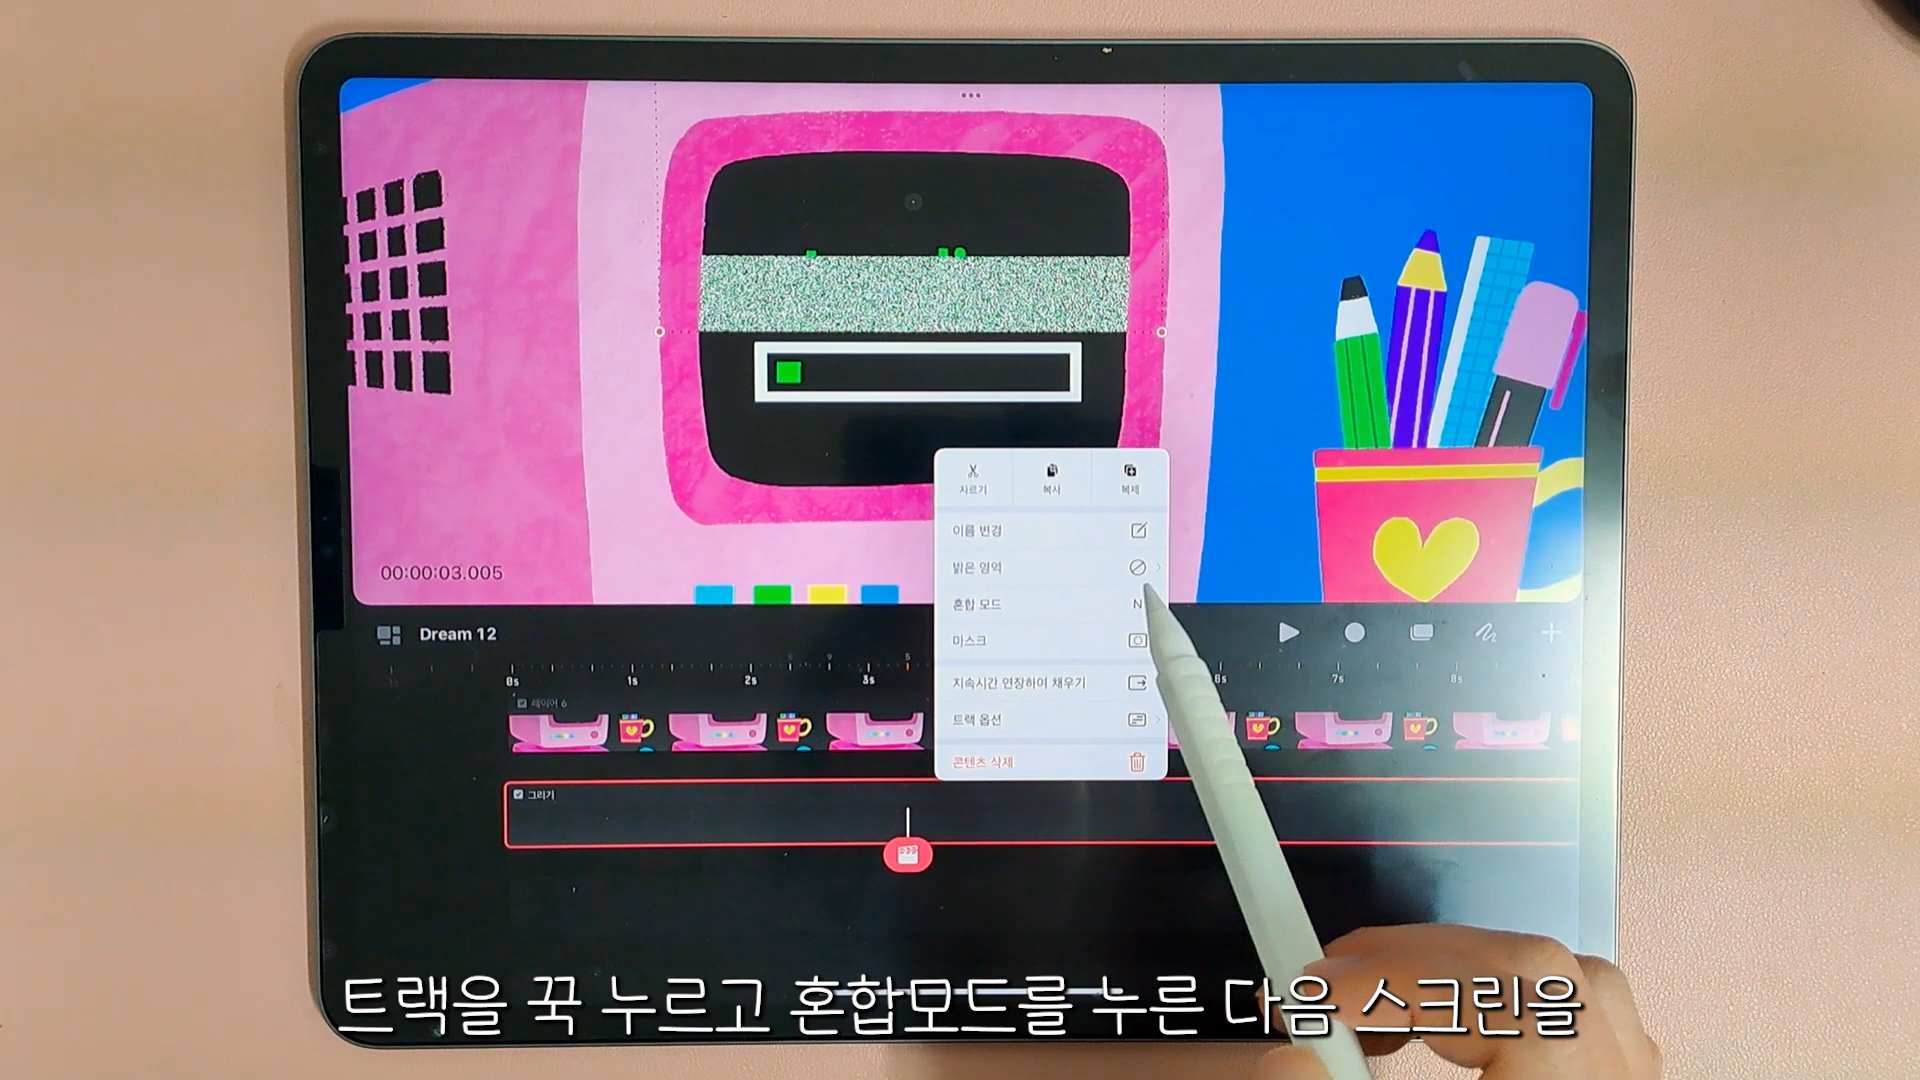 자르기 복사 복제
이름 변경
밝은 영역
혼합 모드 N
마스크
지속시간 연장하여 채우기
트랙 옵션
콘텐츠 삭제
00:00:03.005
Dream 12
0s 1s 2s 3s 6s 7s 8s
레이어 6
그리기
트랙을 꾹 누르고 혼합모드를 누른 다음 스크린을